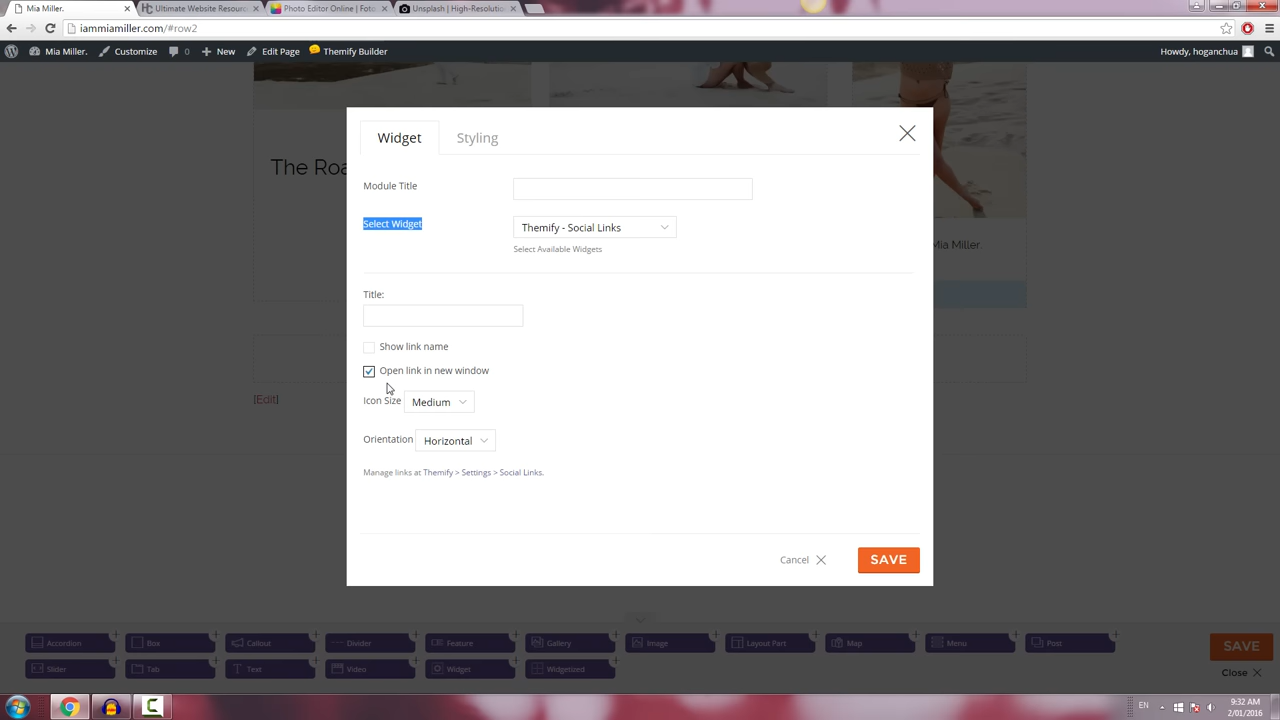 Mia Miller.
Ultimate Website Resourc
Photo Editor Online | Foto
Unsplash | High-Resolution
iammiamiller.com/#row2
Mia Miller.
Customize
0
New
Edit Page
Themify Builder
Howdy, hoganchua
Widget
Styling
The Roa
Module Title
Select Widget
Themify - Social Links
Select Available Widgets
Mia Miller.
Title:
Show link name
Open link in new window
[Edit]
Icon Size
Medium
Orientation
Horizontal
Manage links at Themify > Settings > Social Links.
Cancel
SAVE
Accordion
Box
Callout
Divider
Feature
Gallery
Image
Layout Part
Map
Menu
Post
SAVE
Slider
Tab
Text
Video
Widget
Widgetized
Close
EN
9:32 AM
2/01/2016